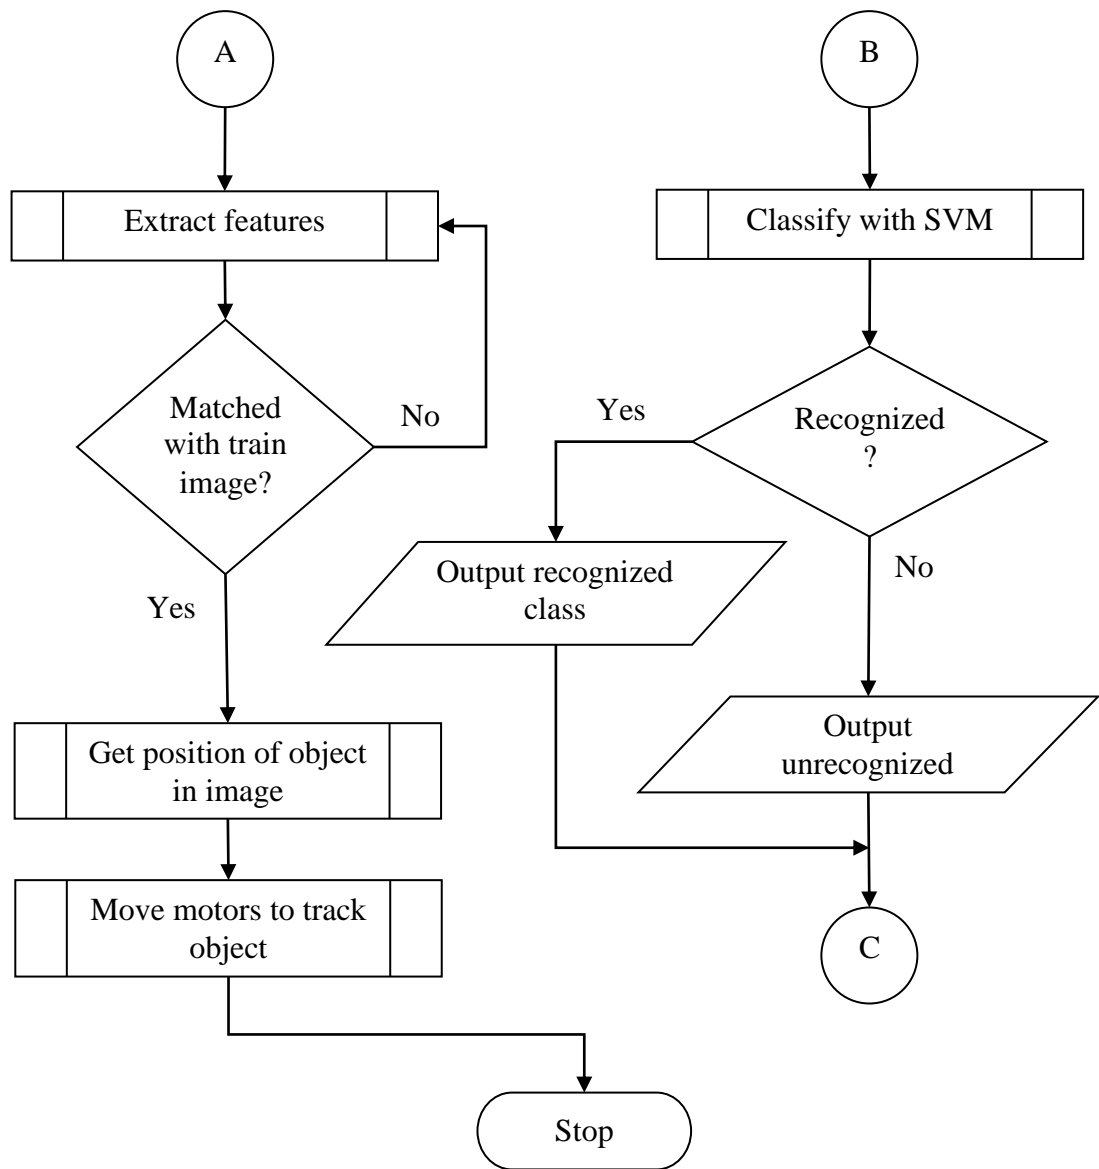 A
Extract features
Matched
with train
image?
No
Yes
Get position of object
in image
Move motors to track
object
Stop
B
Classify with SVM
Recognized
?
Yes
Output recognized
class
No
Output
unrecognized
C